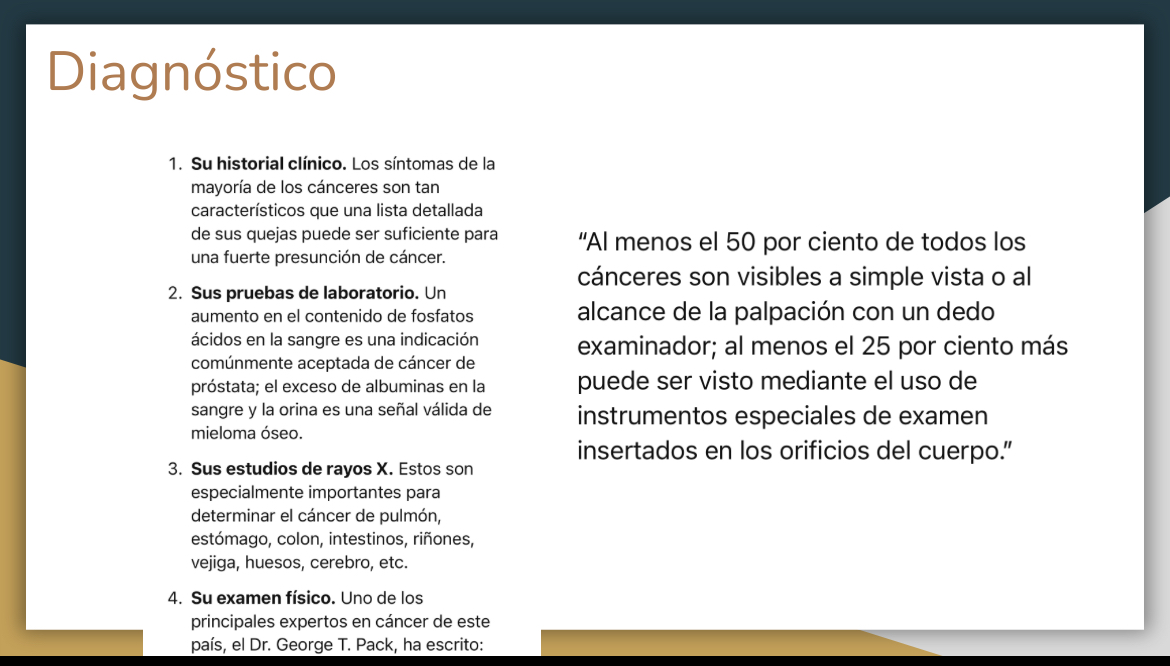 Diagnóstico
1. Su historial clínico. Los síntomas de la
mayoría de los cánceres son tan
característicos que una lista detallada
de sus quejas puede ser suficiente para
una fuerte presunción de cáncer.
2. Sus pruebas de laboratorio. Un
aumento en el contenido de fosfatos
ácidos en la sangre es una indicación
comúnmente aceptada de cáncer de
próstata; el exceso de albuminas en la
sangre y la orina es una señal válida de
mieloma óseo.
3. Sus estudios de rayos X. Estos son
especialmente importantes para
determinar el cáncer de pulmón,
estómago, colon, intestinos, riñones,
vejiga, huesos, cerebro, etc.
4. Su examen físico. Uno de los
principales expertos en cáncer de este
país, el Dr. George T. Pack, ha escrito:
“Al menos el 50 por ciento de todos los
cánceres son visibles a simple vista o al
alcance de la palpación con un dedo
examinador; al menos el 25 por ciento más
puede ser visto mediante el uso de
instrumentos especiales de examen
insertados en los orificios del cuerpo.”